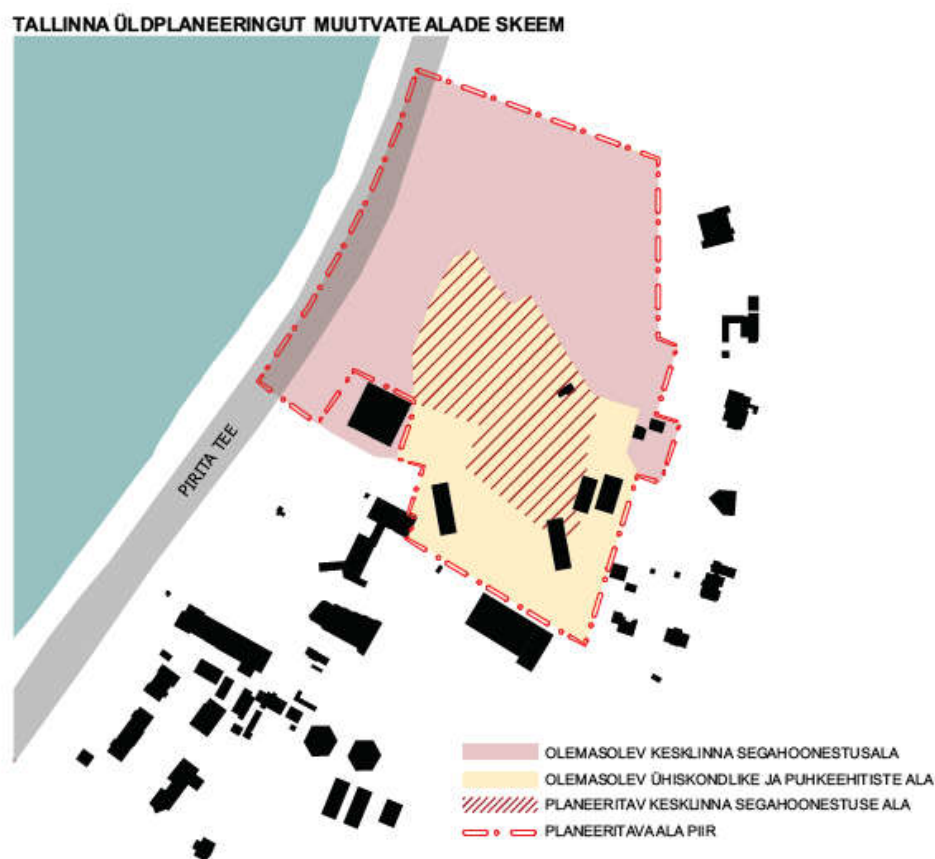 TALLINNA ÜLDPLANEERINGUT MUUTVATE ALADE SKEEM
PIRITA TEE
OLEMASOLEV KESKLINNA SEGAHOONESTUSALA
OLEMASOLEV ÜHISKONDLIKE JA PUHKEEHITISTE ALA
PLANEERITAV KESKLINNA SEGAHOONESTUSE ALA
PLANEERITAVA ALA PIIR